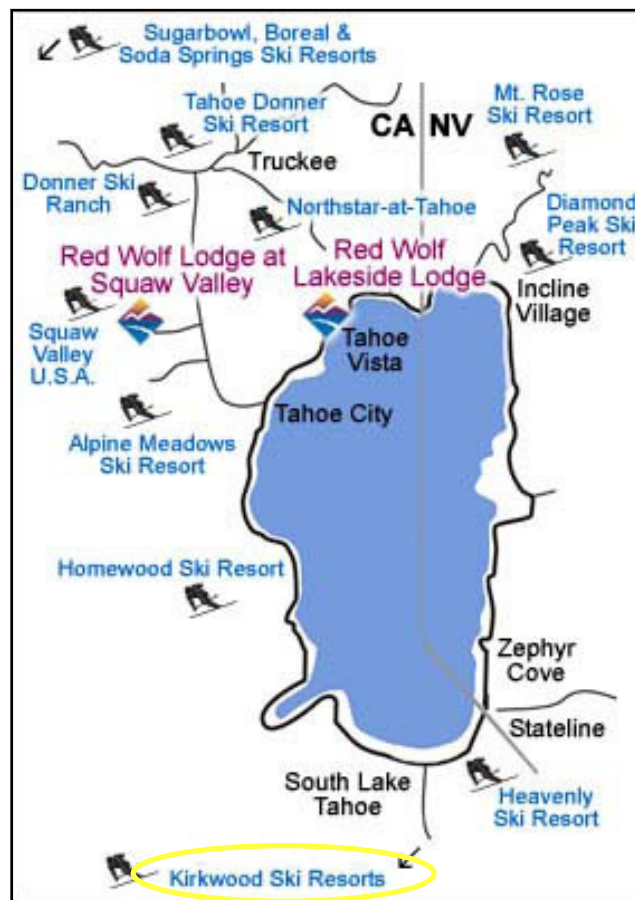 Sugarbowl, Boreal &
Soda Springs Ski Resorts
Tahoe Donner
Ski Resort
CA NV
Mt. Rose
Ski Resort
Truckee
Donner Ski
Ranch
Northstar-at-Tahoe
Diamond
Peak Ski
Resort
Red Wolf Lodge at
Squaw Valley
Red Wolf
Lakeside Lodge
Incline
Village
Squaw
Valley
U.S.A.
Tahoe
Vista
Tahoe City
Alpine Meadows
Ski Resort
Homewood Ski Resort
Zephyr
Cove
Stateline
South Lake
Tahoe
Heavenly
Ski Resort
Kirkwood Ski Resorts